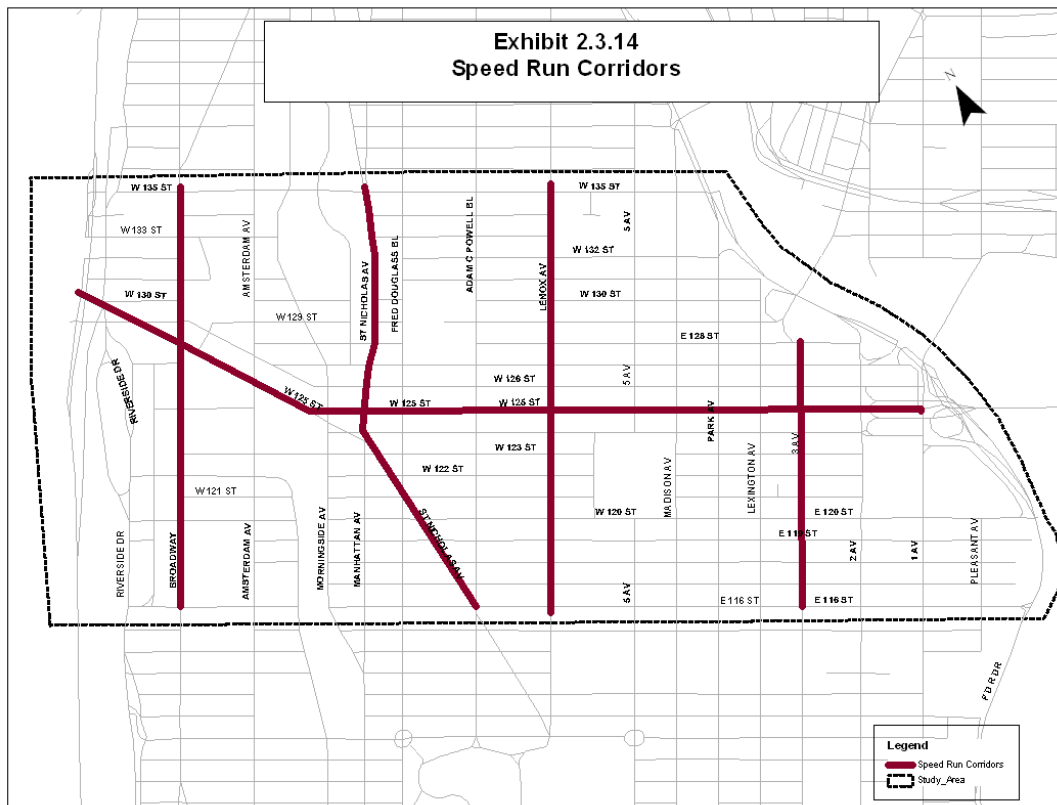 Exhibit 2.3.14
Speed Run Corridors
N
W 135 ST
W 135 ST
W 133 ST
AMSTERDAM AV
ST NICHOLAS AV
FRED DOUGLASS BL
ADAM C POWELL BL
LENOX AV
5 AV
W 132 ST
W 130 ST
W 130 ST
W 129 ST
E 128 ST
RIVERSIDE DR
W 126 ST
5 AV
W 125 ST
W 125 ST
W 125 ST
PARK AV
3 AV
W 123 ST
W 122 ST
MADISON AV
LEXINGTON AV
W 121 ST
ST NICHOLAS AV
W 120 ST
E 120 ST
E 119 ST
RIVERSIDE DR
BROADWAY
AMSTERDAM AV
MORNINGSIDE AV
MANHATTAN AV
5 AV
2 AV
1 AV
PLEASANT AV
E 116 ST
E 116 ST
F D R DR
Legend
Speed Run Corridors
Study_Area